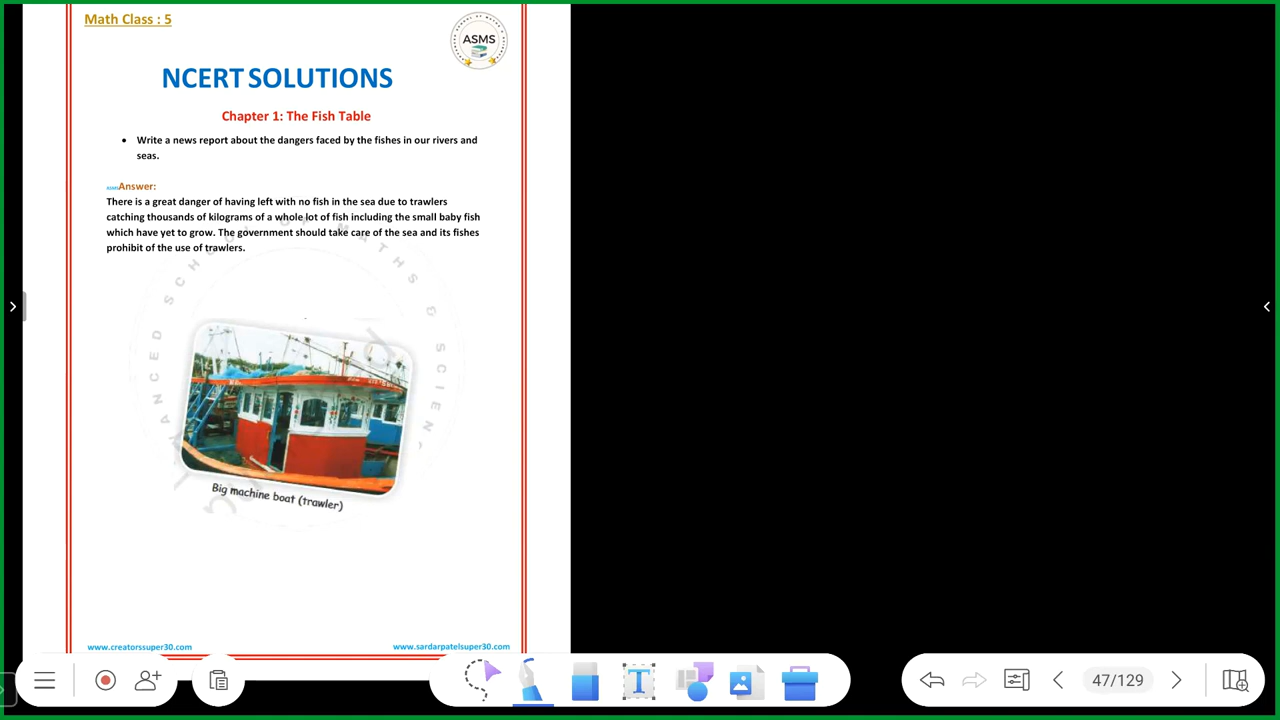 Math Class : 5
ASMS
NCERT SOLUTIONS
Chapter 1: The Fish Table
• Write a news report about the dangers faced by the fishes in our rivers and
seas.
ASMS Answer:
There is a great danger of having left with no fish in the sea due to trawlers
catching thousands of kilograms of a whole lot of fish including the small baby fish
which have yet to grow. The government should take care of the sea and its fishes
prohibit of the use of trawlers.
Big machine boat (trawler)
www.creatorssuper30.com
www.sardarpatelsuper30.com
47/129